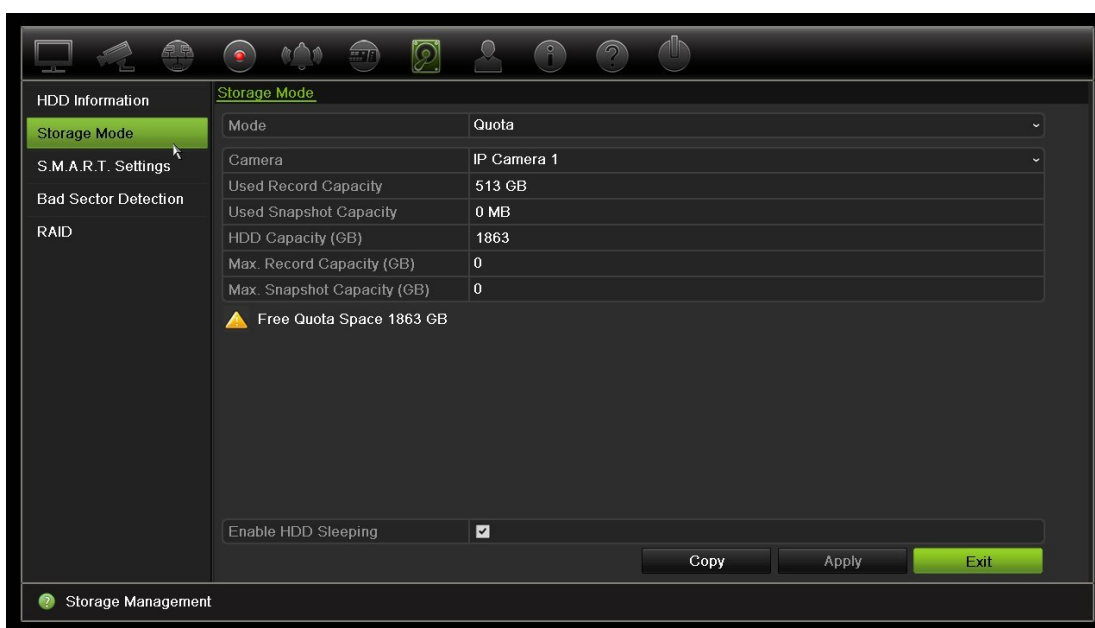 HDD Information
Storage Mode
S.M.A.R.T. Settings
Bad Sector Detection
RAID
Storage Mode
Mode Quota
Camera IP Camera 1
Used Record Capacity 513 GB
Used Snapshot Capacity 0 MB
HDD Capacity (GB) 1863
Max. Record Capacity (GB) 0
Max. Snapshot Capacity (GB) 0
Free Quota Space 1863 GB
Enable HDD Sleeping
Copy Apply Exit
Storage Management